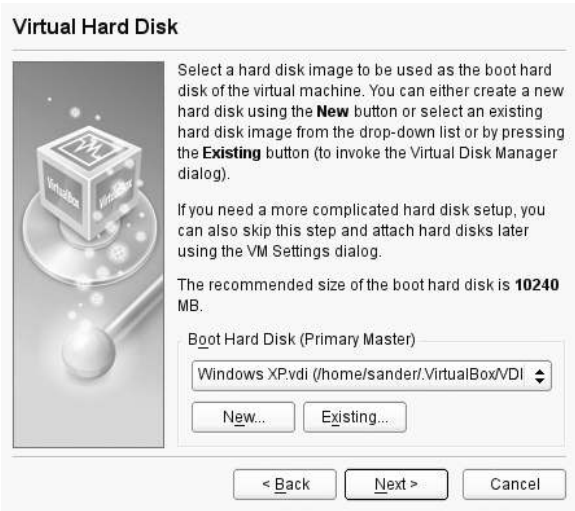 Virtual Hard Disk
Select a hard disk image to be used as the boot hard
disk of the virtual machine. You can either create a new
hard disk using the New button or select an existing
hard disk image from the drop-down list or by pressing
the Existing button (to invoke the Virtual Disk Manager
dialog).
If you need a more complicated hard disk setup, you
can also skip this step and attach hard disks later
using the VM Settings dialog.
The recommended size of the boot hard disk is 10240
MB.
Boot Hard Disk (Primary Master)
Windows XP.vdi (/home/sander/.VirtualBox/VDI
New...
Existing...
< Back
Next >
Cancel
VirtualBox
VirtualBox